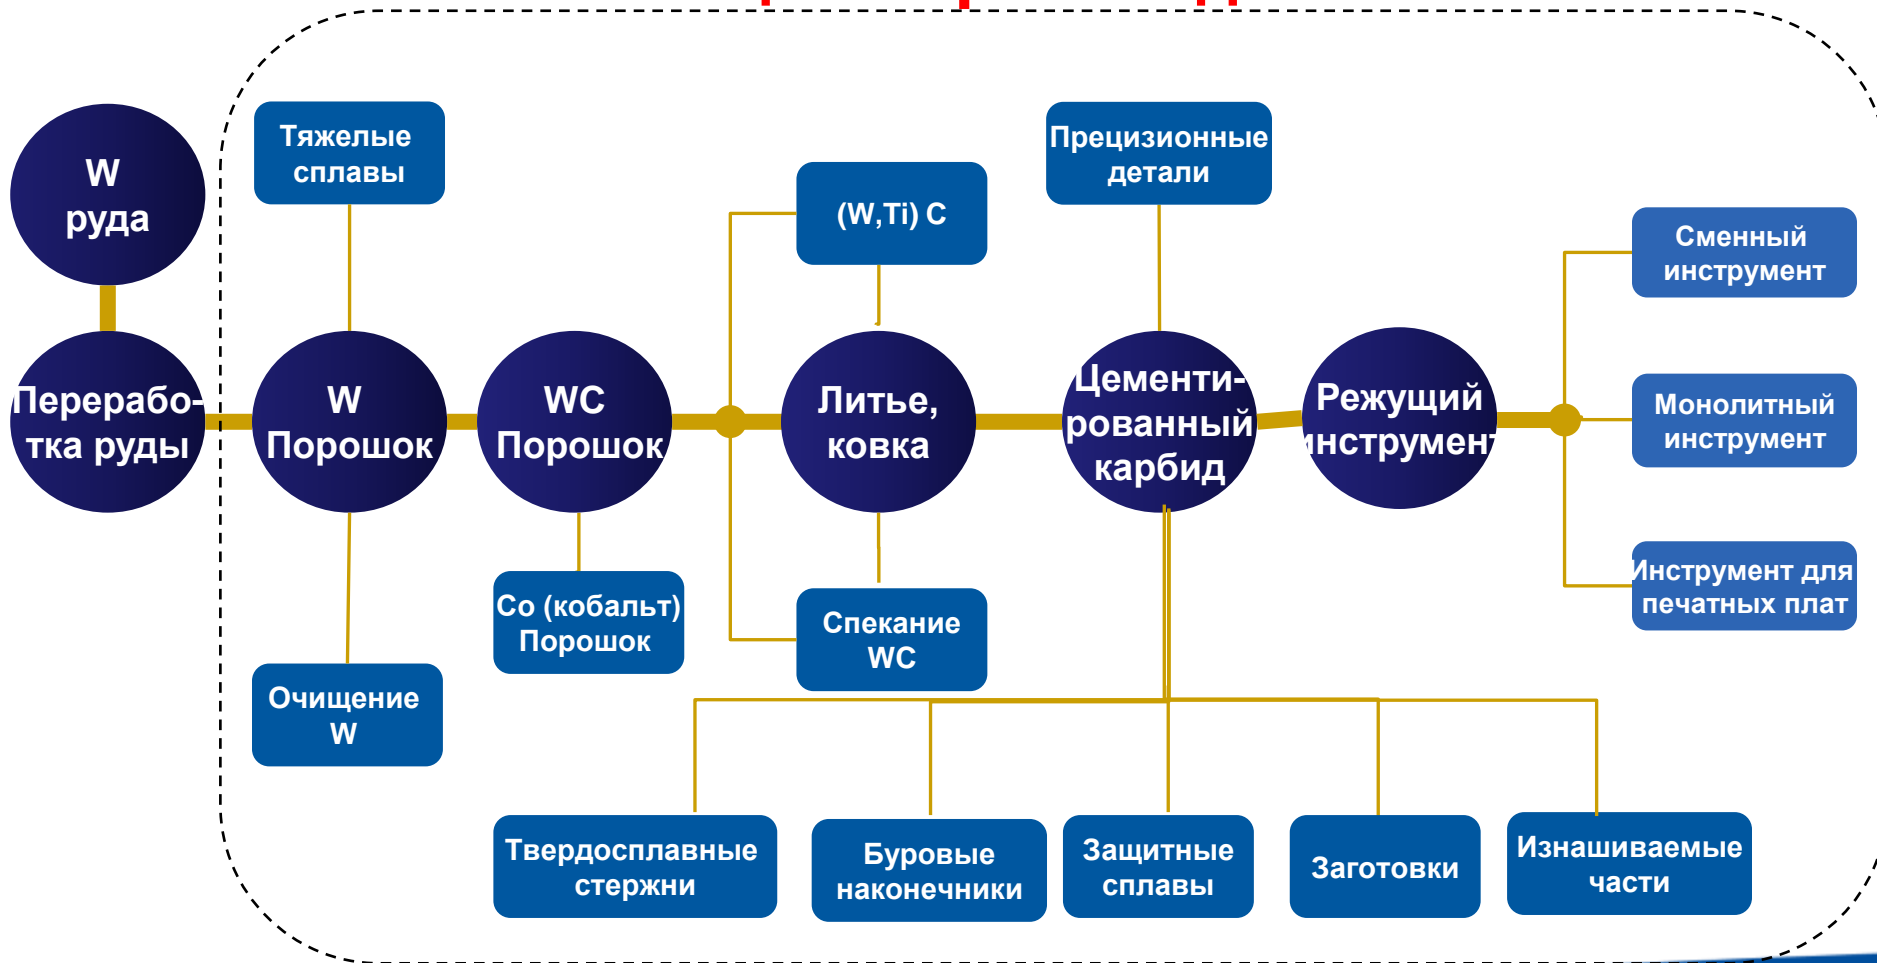 W
руда
Тяжелые
сплавы
(W,Ti) C
Прецизионные
детали
Сменный
инструмент
Перерабо-
тка руды
W
Порошок
WC
Порошок
Литье,
ковка
Цементи-
рованный
карбид
Режущий
инструмент
Монолитный
инструмент
Инструмент для
печатных плат
Со (кобальт)
Порошок
Спекание
WC
Очищение
W
Твердосплавные
стержни
Буровые
наконечники
Защитные
сплавы
Заготовки
Изнашиваемые
части